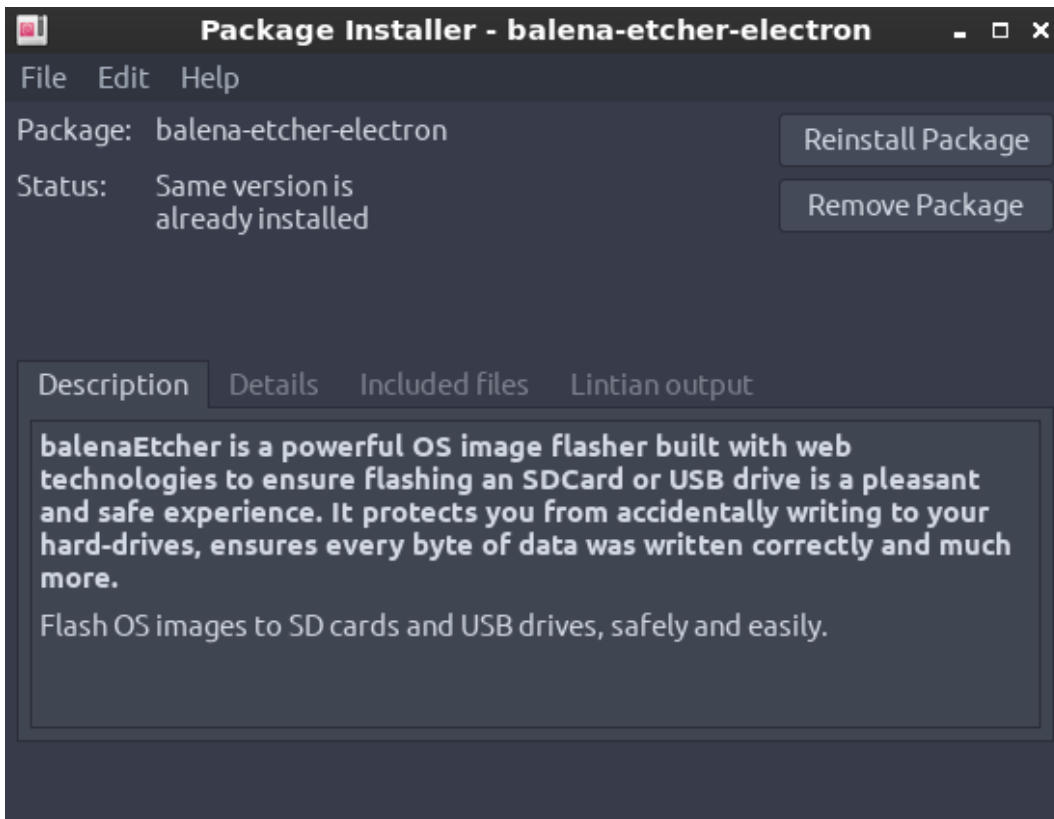 Package Installer - balena-etcher-electron
File Edit Help
Package: balena-etcher-electron
Reinstall Package
Status: Same version is
already installed
Remove Package
Description Details Included files Lintian output
balenaEtcher is a powerful OS image flasher built with web
technologies to ensure flashing an SDCard or USB drive is a pleasant
and safe experience. It protects you from accidentally writing to your
hard-drives, ensures every byte of data was written correctly and much
more.
Flash OS images to SD cards and USB drives, safely and easily.